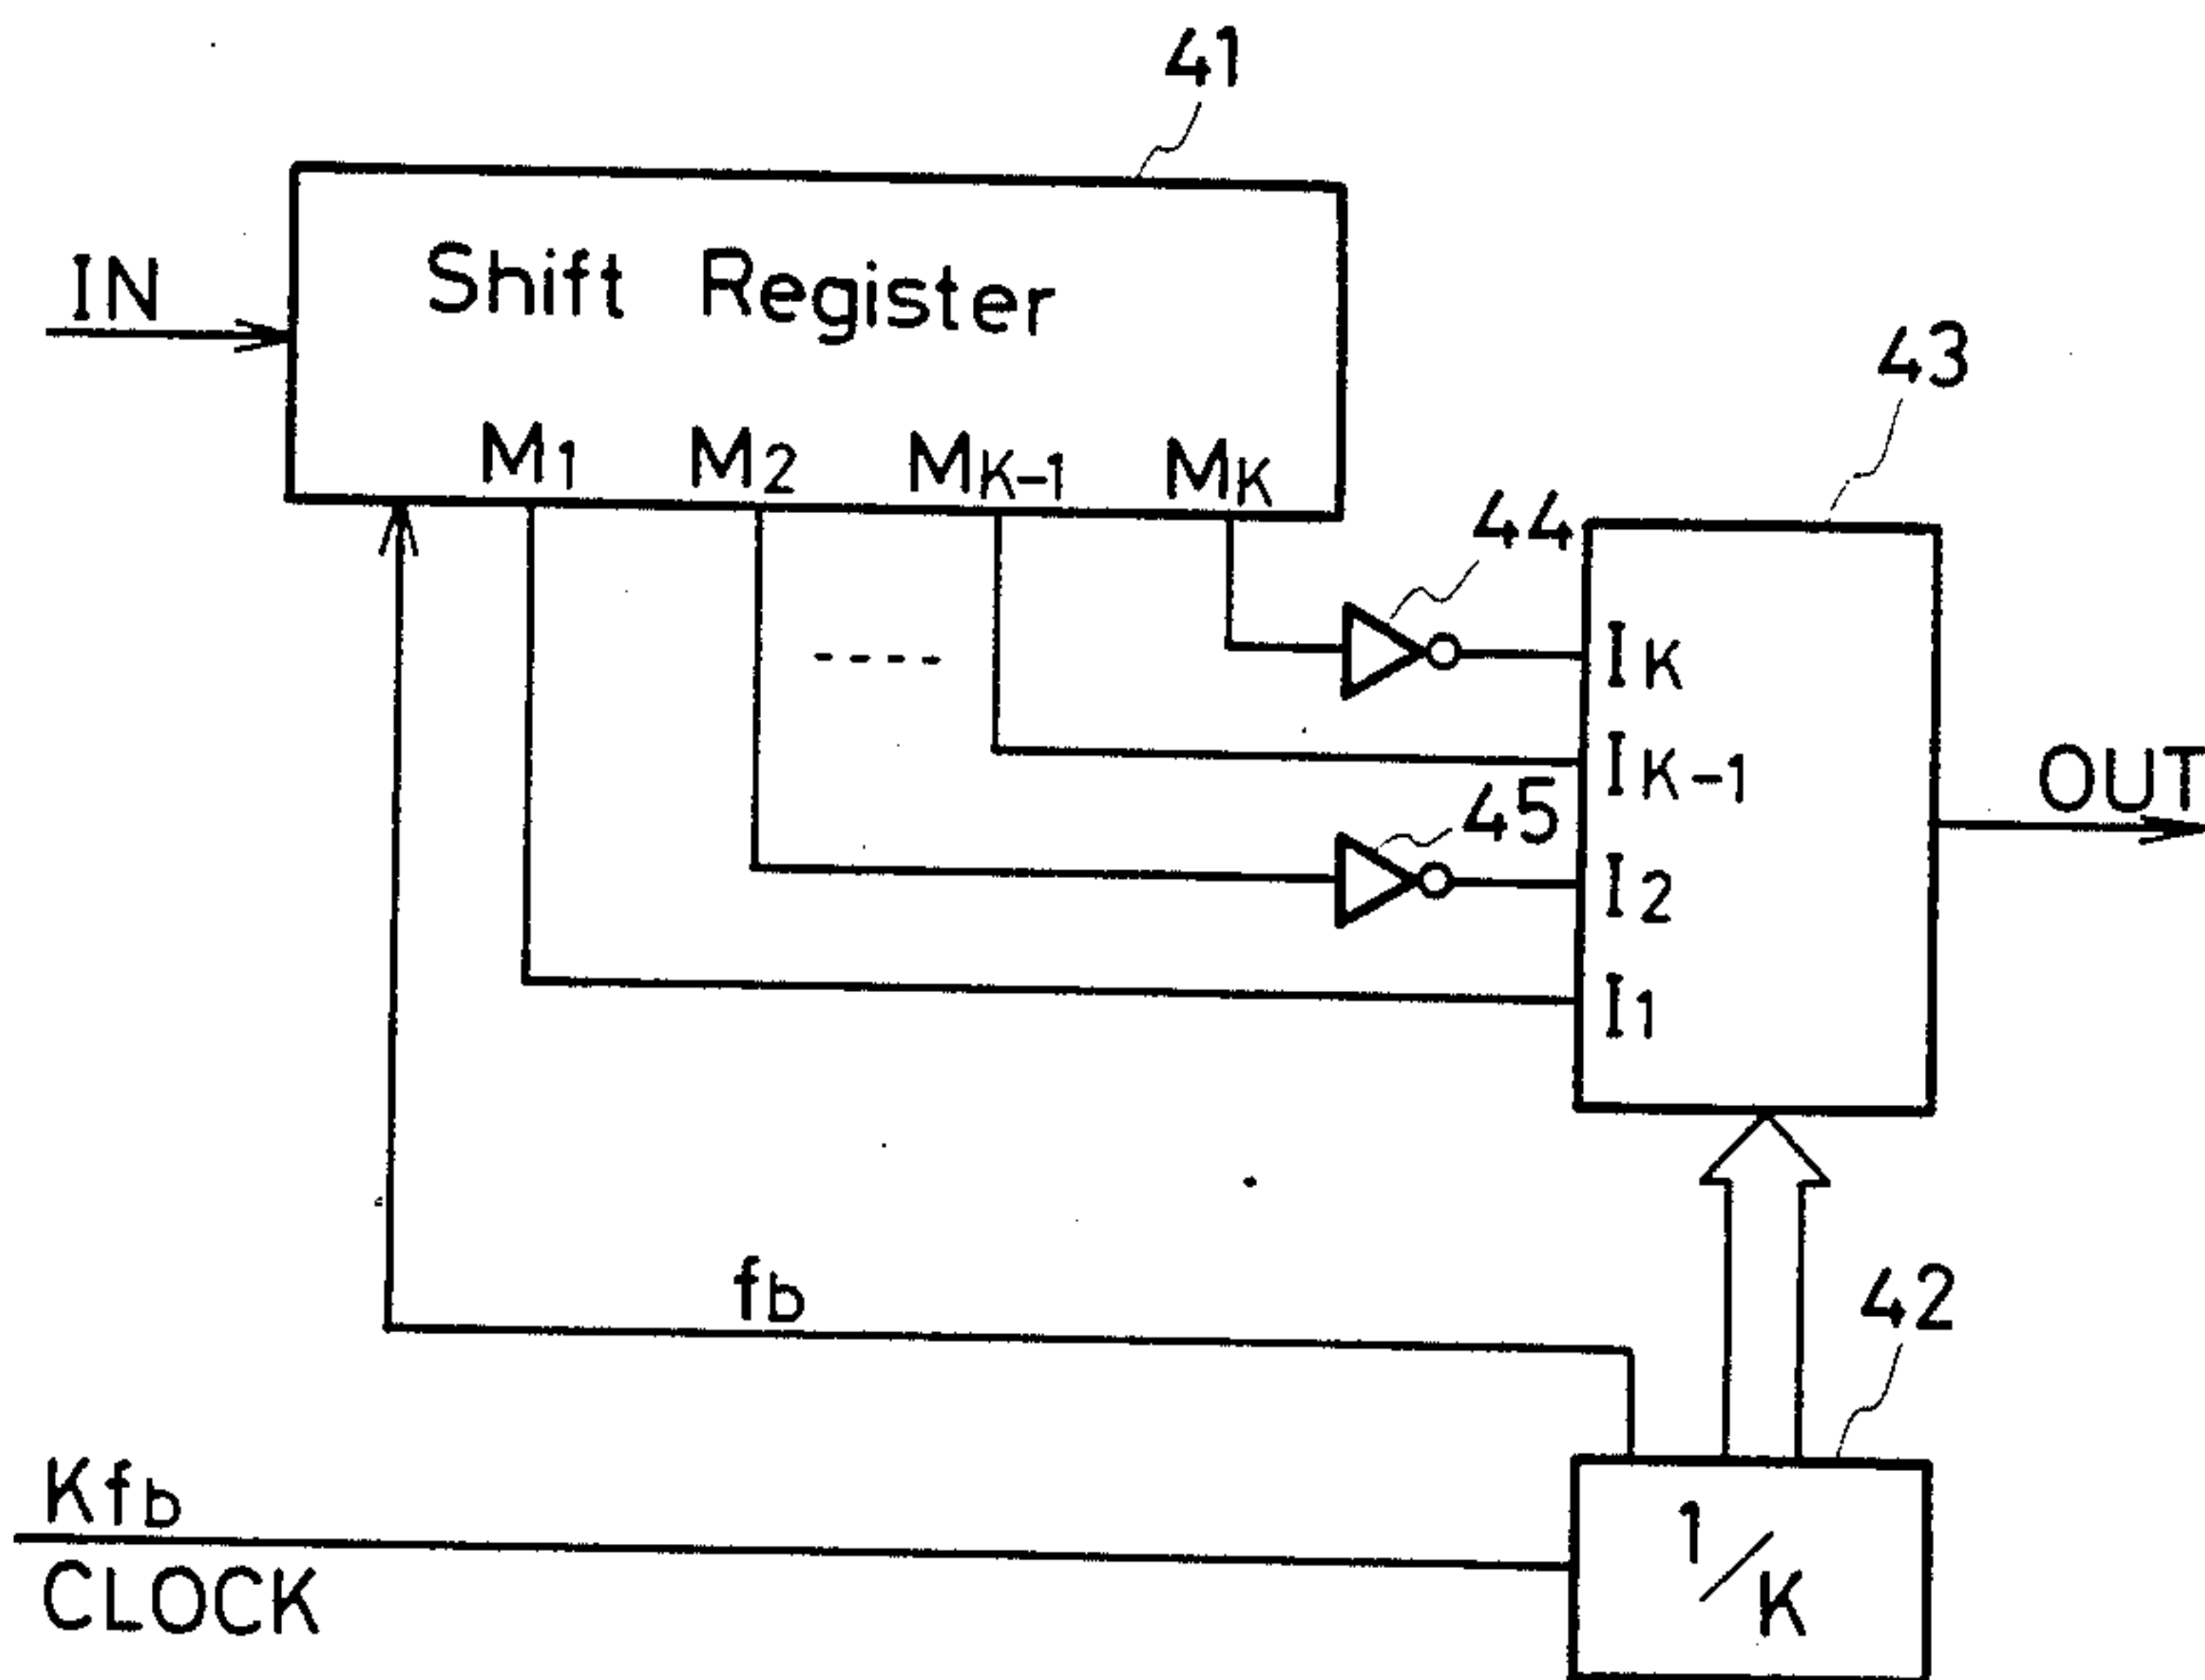 41
IN
Shift Register
43
M1 M2 MK-1 MK
44
IK
IK-1
OUT
45
I2
I1
fb
42
Kfb
CLOCK
1/K